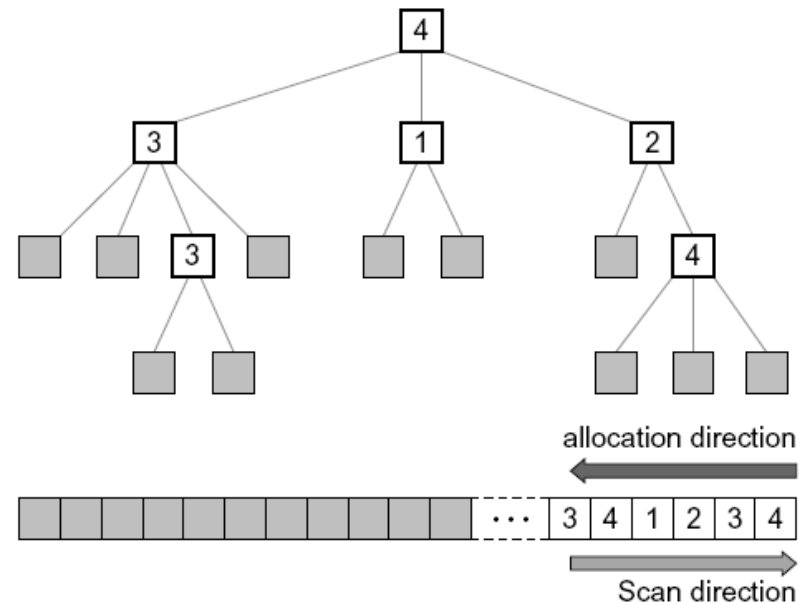 4
3 1 2
3 4
allocation direction
... 3 4 1 2 3 4
Scan direction